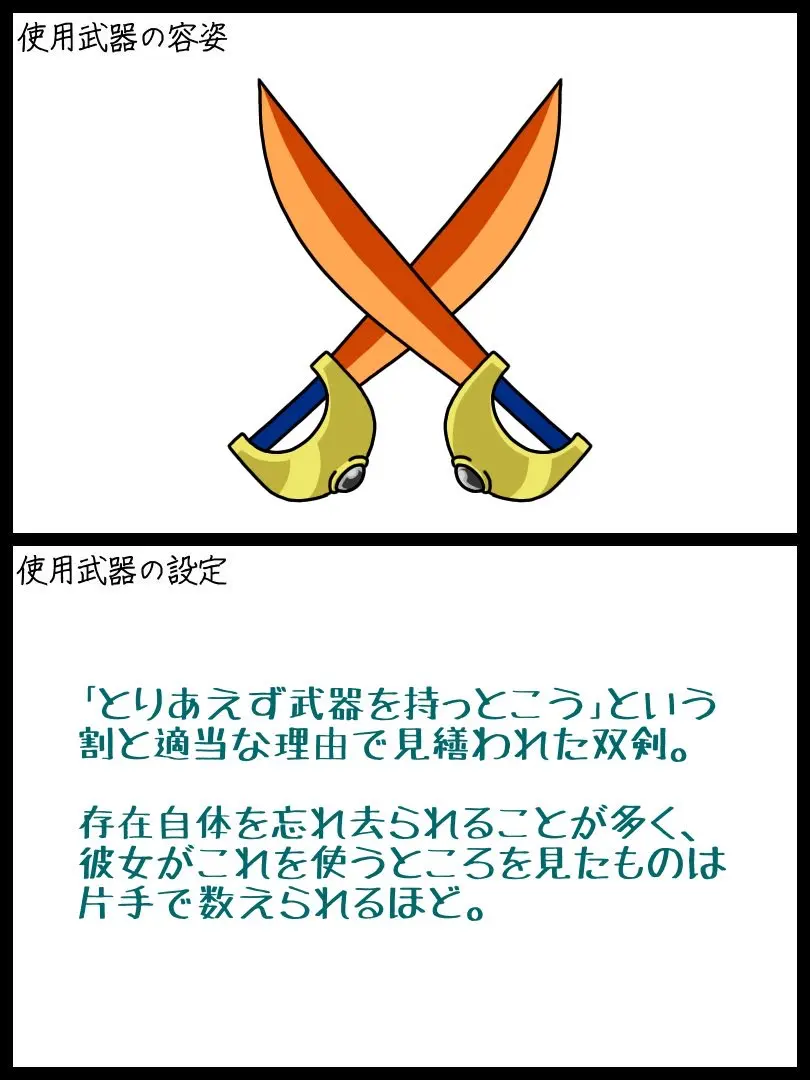 使用武器の容姿
使用武器の設定
「とりあえず武器を持っとこう」という
割と適当な理由で見繕われた双剣。
存在自体を忘れ去られることが多く、
彼女がこれを使うところを見たものは
片手で数えられるほど。